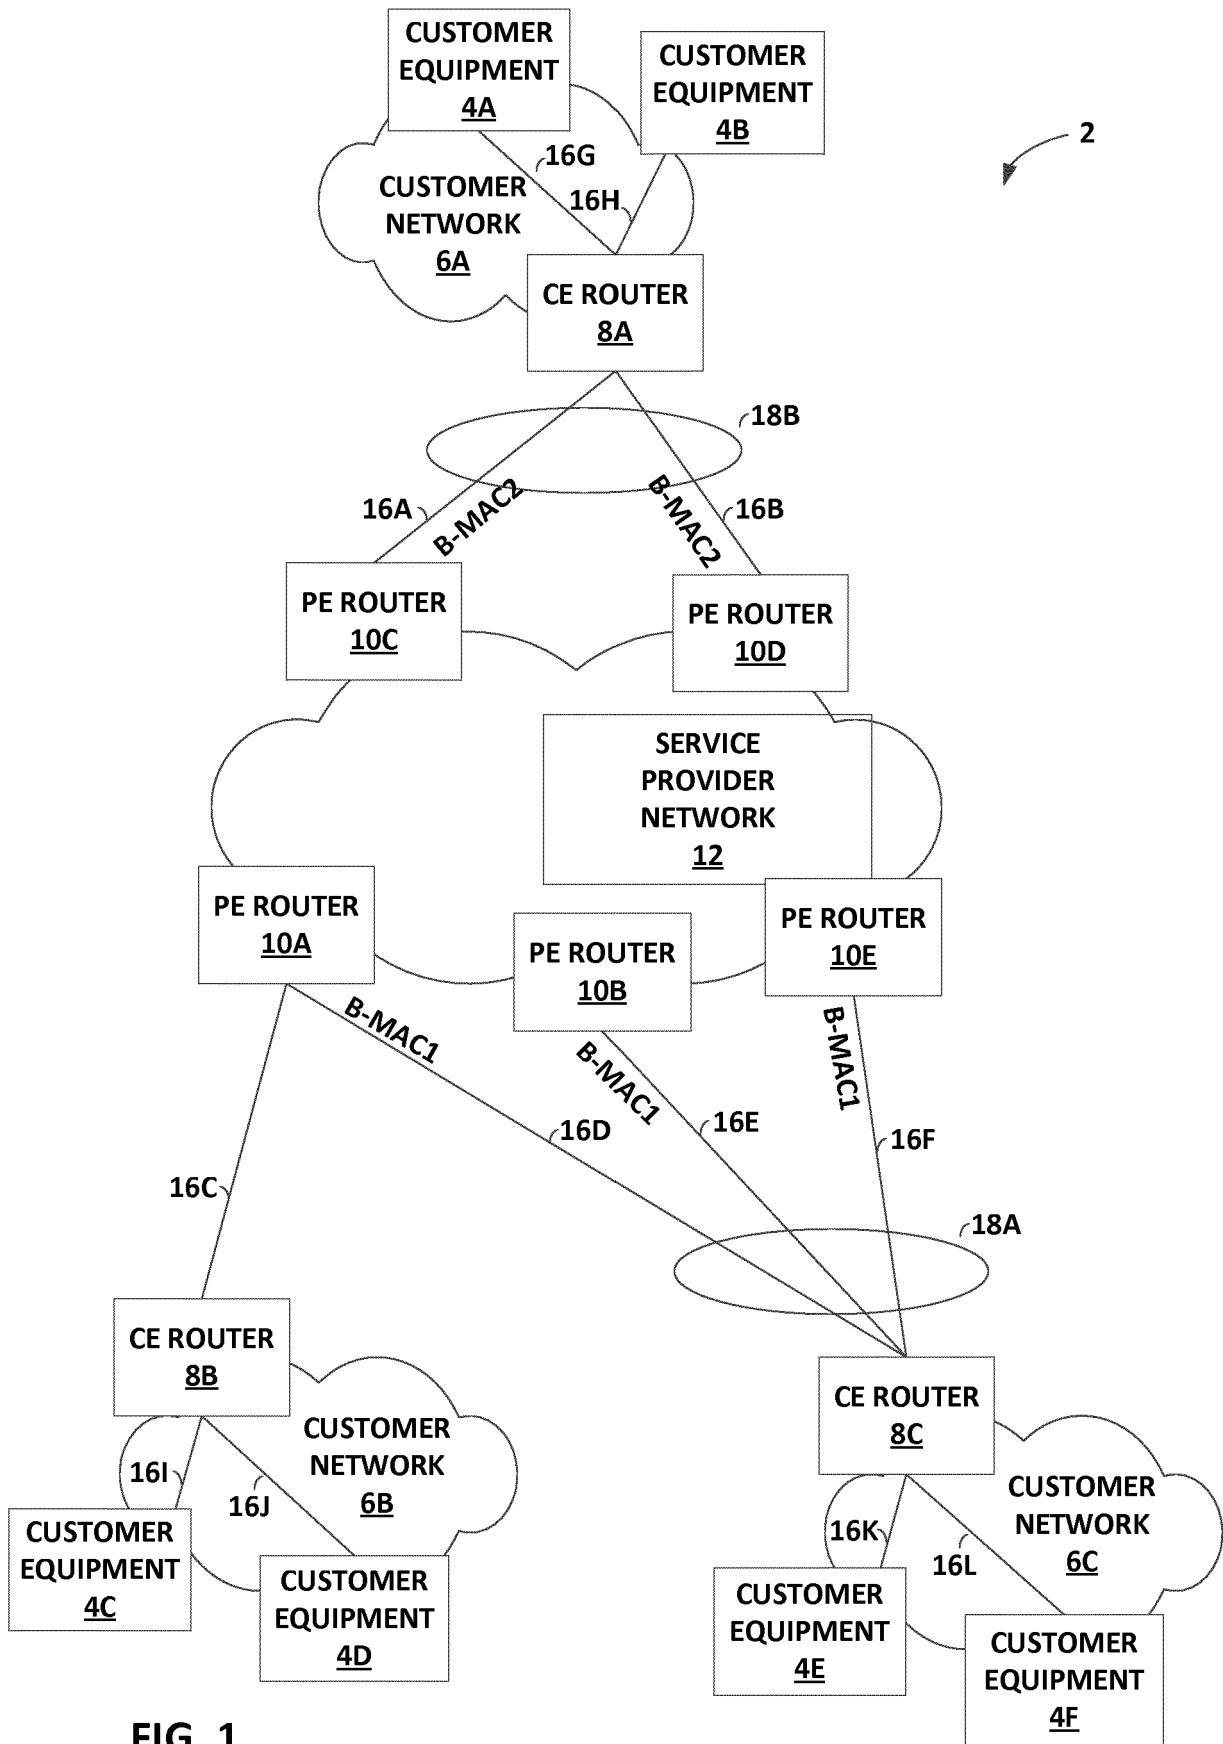 CUSTOMER
EQUIPMENT
4A
CUSTOMER
EQUIPMENT
4B
2
16G
CUSTOMER
NETWORK
6A
16H
CE ROUTER
8A
18B
16A
B-MAC2
B-MAC2
16B
PE ROUTER
10C
PE ROUTER
10D
SERVICE
PROVIDER
NETWORK
12
PE ROUTER
10A
PE ROUTER
10B
PE ROUTER
10E
B-MAC1
B-MAC1
B-MAC1
16D
16E
16F
16C
18A
CE ROUTER
8B
CUSTOMER
NETWORK
6B
16I
16J
CUSTOMER
EQUIPMENT
4C
CUSTOMER
EQUIPMENT
4D
CE ROUTER
8C
CUSTOMER
NETWORK
6C
16K
16L
CUSTOMER
EQUIPMENT
4E
CUSTOMER
EQUIPMENT
4F
FIG. 1